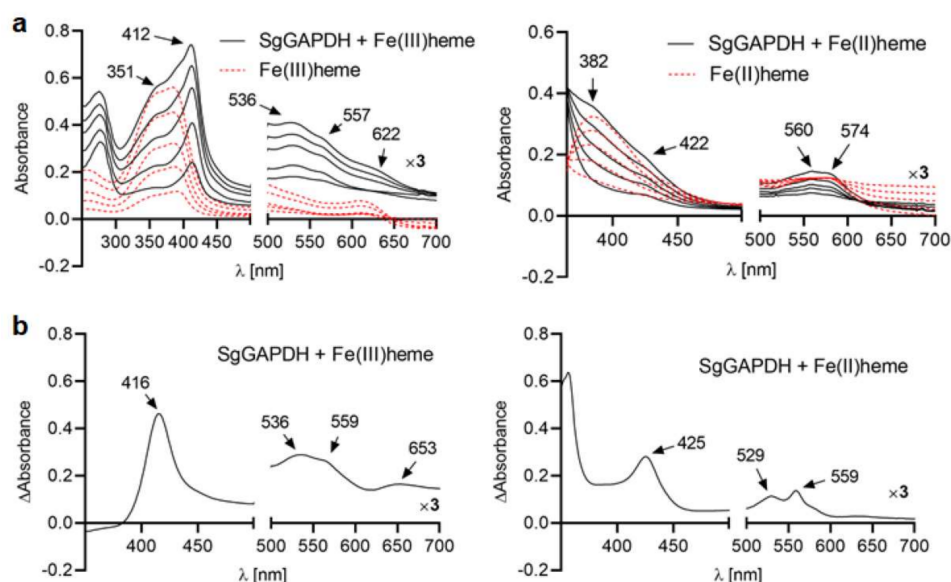 a
0.8
0.6
0.4
0.2
0.0
-0.2
Absorbance
412
351
SgGAPDH + Fe(III)heme
Fe(III)heme
536
557
622
×3
300 350 400 450 500 550 600 650 700
λ [nm]
0.6
0.4
0.2
0.0
-0.2
Absorbance
382
422
SgGAPDH + Fe(II)heme
Fe(II)heme
560
574
×3
400 450 500 550 600 650 700
λ [nm]
b
0.8
0.6
0.4
0.2
0.0
0.2
ΔAbsorbance
SgGAPDH + Fe(III)heme
416
536
559
653
×3
400 450 500 550 600 650 700
λ [nm]
0.8
0.6
0.4
0.2
0.0
0.2
ΔAbsorbance
SgGAPDH + Fe(II)heme
425
529
559
×3
400 450 500 550 600 650 700
λ [nm]